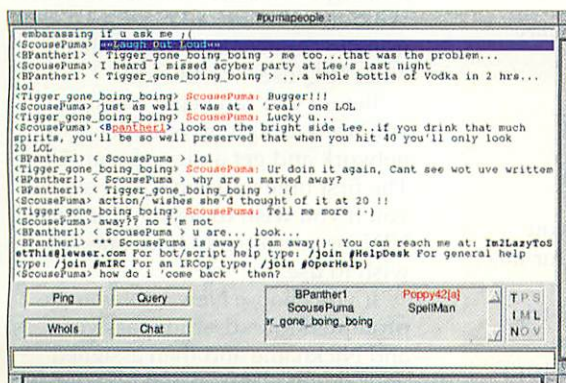 #pumapeople :
embarassing if u ask me ;(
<ScousePuma> ««Laugh Out Loud»»
<BPanther1> < Tigger_gone_boing_boing > me too...that was the problem...
<ScousePuma> I heard i missed acyber party at Lee's last night
<BPanther1> < Tigger_gone_boing_boing > ...a whole bottle of Vodka in 2 hrs...
lol
<Tigger_gone_boing_boing> ScousePuma: Bugger!!!
<ScousePuma> just as well i was at a 'real' one LOL
<Tigger_gone_boing_boing> ScousePuma: Lucky u...
<ScousePuma> <Bpanther1> look on the bright side Lee..if you drink that much
spirits, you'll be so well preserved that when you hit 40 you'll only look
20 LOL
<BPanther1> < ScousePuma > lol
<Tigger_gone_boing_boing> ScousePuma: Ur doin it again, Cant see wot uve writtem
<BPanther1> < ScousePuma > why are u marked away?
<BPanther1> < Tigger_gone_boing_boing > :(
<ScousePuma> action/ wishes she'd thought of it at 20 !!
<Tigger_gone_boing_boing> ScousePuma: Tell me more ;-)
<ScousePuma> away?? no I'm not
<BPanther1> < ScousePuma > u are... look...
<BPanther1> *** ScousePuma is away (I am away(). You can reach me at: Im2LazyToS
etThis@lewser.com For bot/script help type: /join #HelpDesk For general help
type: /join #mIRC For an IRCop type: /join #OperHelp)
<ScousePuma> how do i 'come back ' then?
Ping
Query
WhoIs
Chat
BPanther1 Poppy42[a]
ScousePuma SpellMan
er_gone_boing_boing
T P S
I M L
N O V